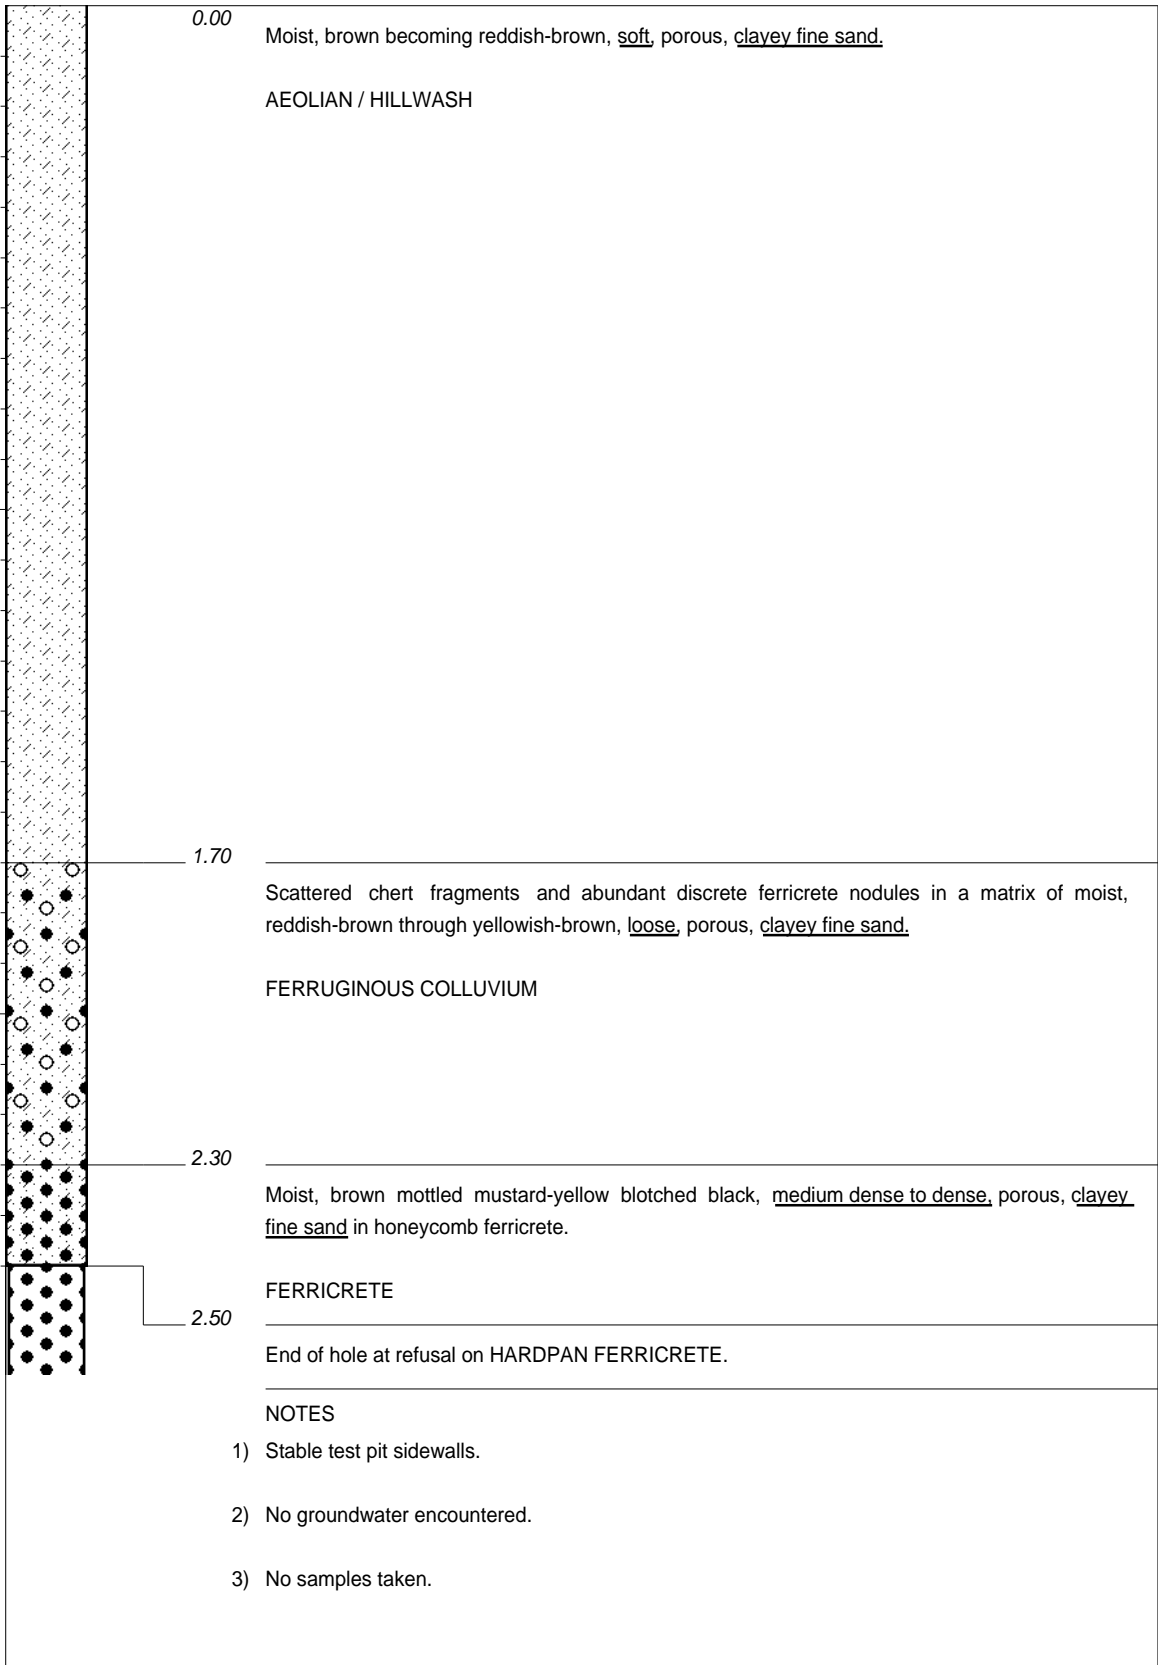 0.00
Moist, brown becoming reddish-brown, soft, porous, clayey fine sand.
AEOLIAN / HILLWASH
1.70
Scattered chert fragments and abundant discrete ferricrete nodules in a matrix of moist,
reddish-brown through yellowish-brown, loose, porous, clayey fine sand.
FERRUGINOUS COLLUVIUM
2.30
Moist, brown mottled mustard-yellow blotched black, medium dense to dense, porous, clayey
fine sand in honeycomb ferricrete.
FERRICRETE
2.50
End of hole at refusal on HARDPAN FERRICRETE.
NOTES
1) Stable test pit sidewalls.
2) No groundwater encountered.
3) No samples taken.